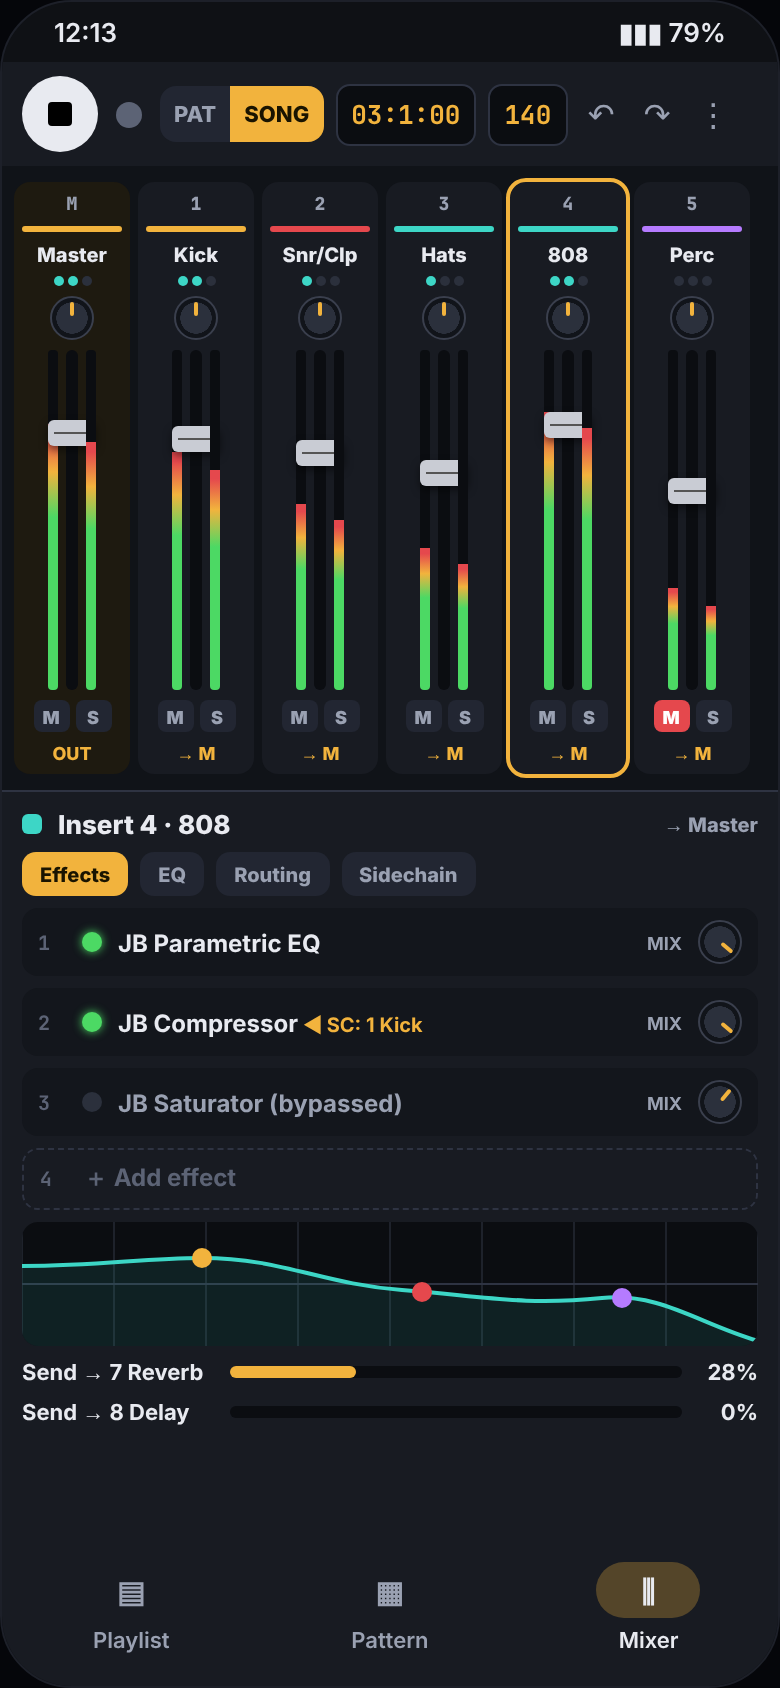 12:13 79%
PAT SONG 03:1:00 140
M 1 2 3 4 5
Master Kick Snr/Clp Hats 808 Perc
M S M S M S M S M S M S
OUT → M → M → M → M → M
Insert 4 · 808 → Master
Effects EQ Routing Sidechain
1 JB Parametric EQ MIX
2 JB Compressor ◀ SC: 1 Kick MIX
3 JB Saturator (bypassed) MIX
4 + Add effect
Send → 7 Reverb 28%
Send → 8 Delay 0%
Playlist Pattern Mixer